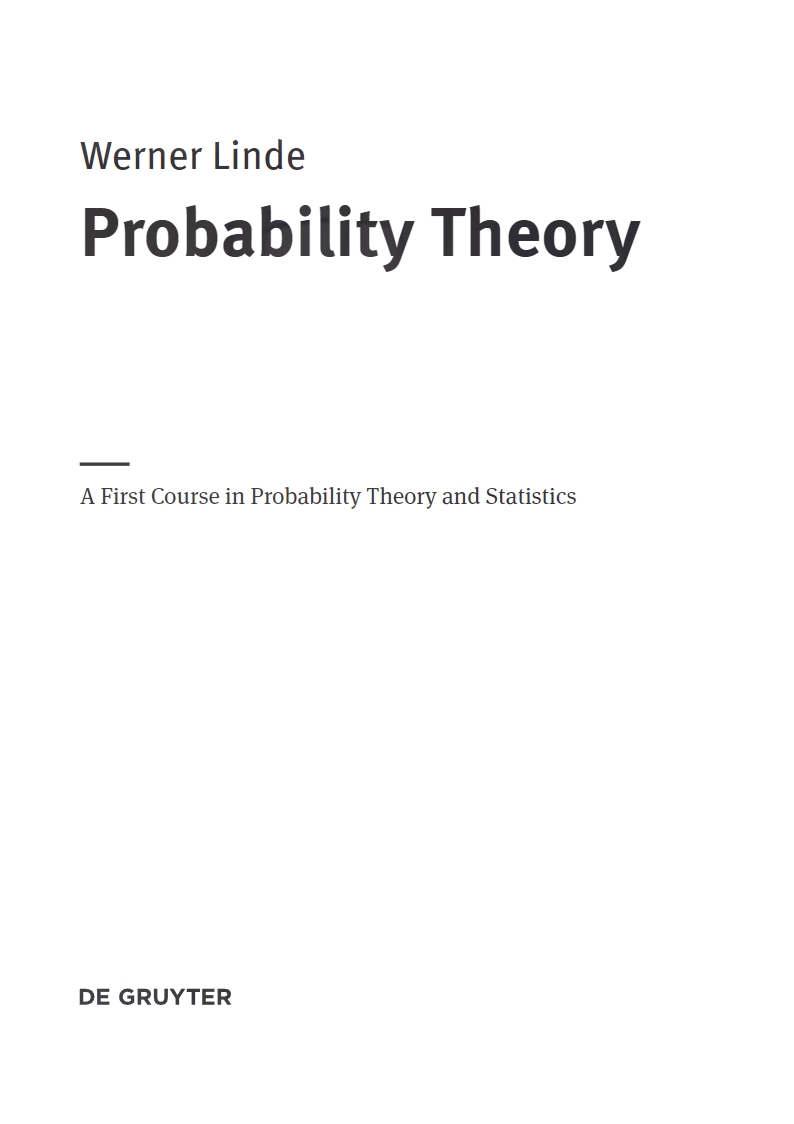 Werner Linde
Probability Theory
A First Course in Probability Theory and Statistics
DE GRUYTER